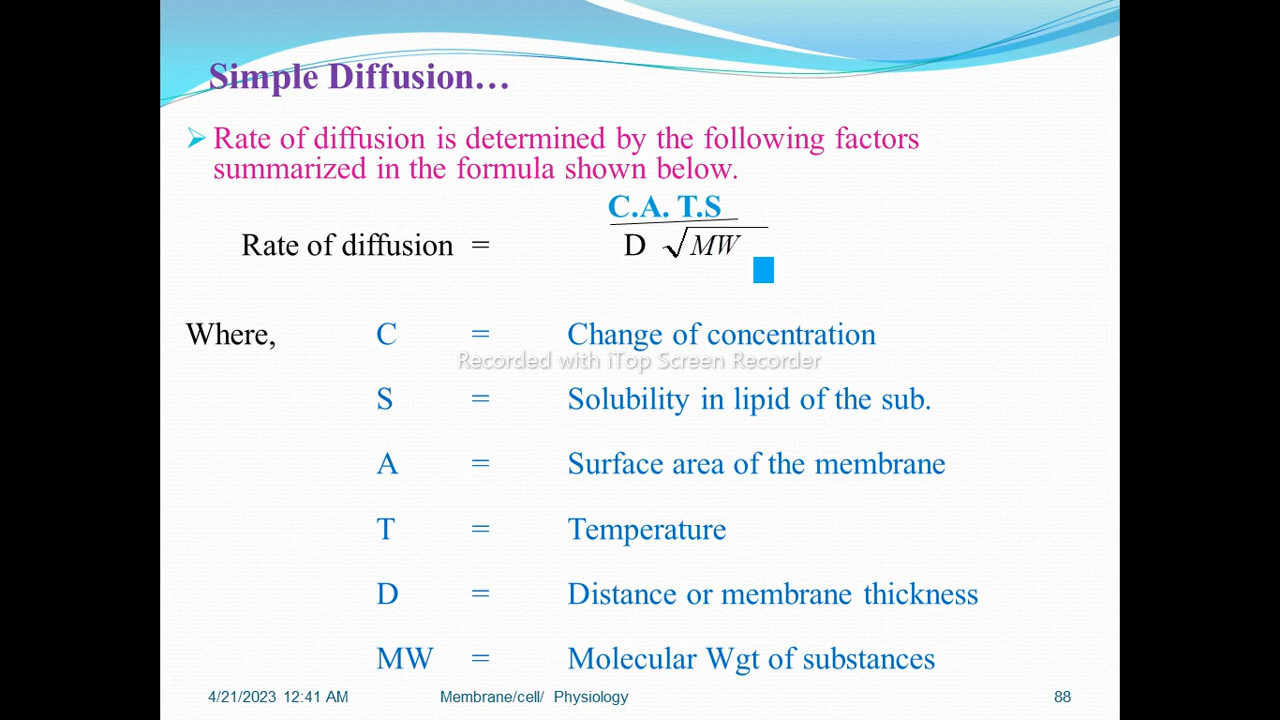 Simple Diffusion…
➢ Rate of diffusion is determined by the following factors
summarized in the formula shown below.
C.A. T.S
Rate of diffusion = D √MW
Where, C = Change of concentration
Recorded with iTop Screen Recorder
S = Solubility in lipid of the sub.
A = Surface area of the membrane
T = Temperature
D = Distance or membrane thickness
MW = Molecular Wgt of substances
4/21/2023 12:41 AM Membrane/cell/ Physiology 88